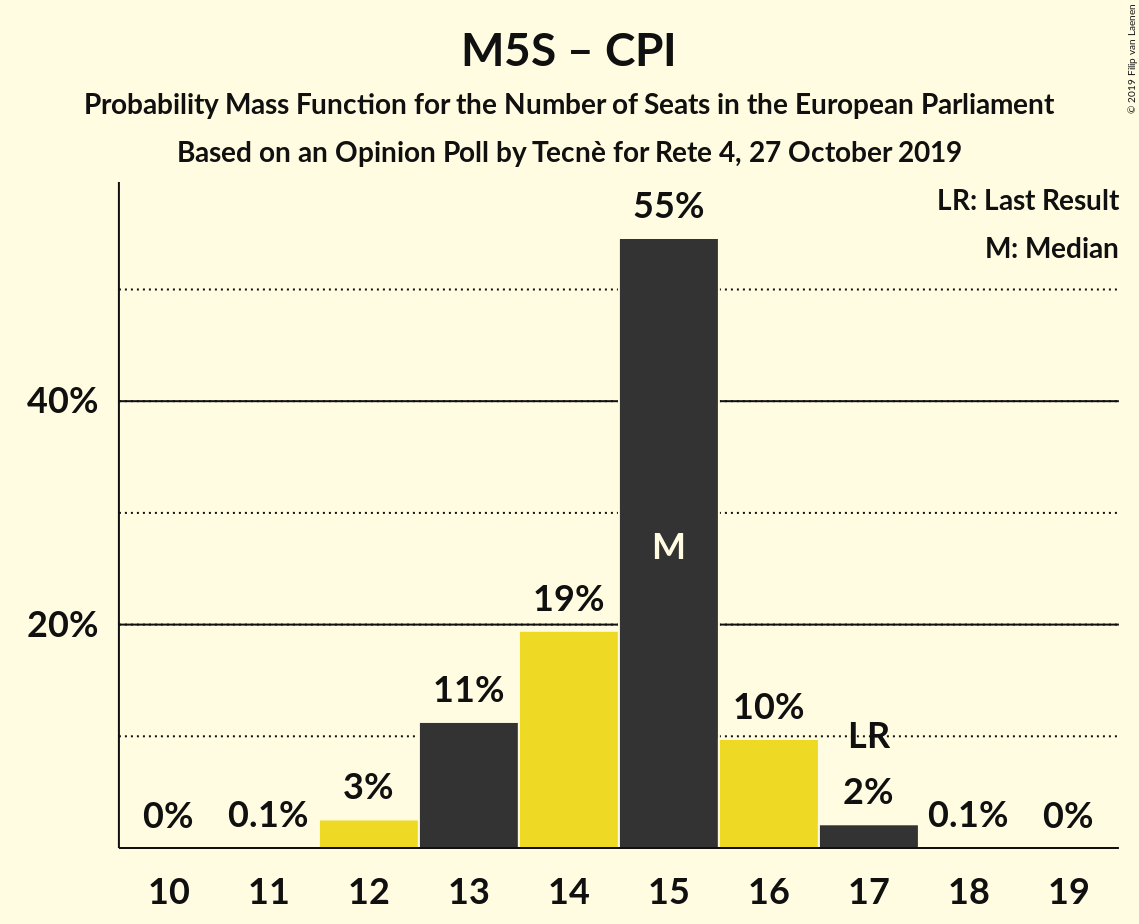 M5S – CPI
Probability Mass Function for the Number of Seats in the European Parliament
Based on an Opinion Poll by Tecnè for Rete 4, 27 October 2019
© 2019 Filip van Laenen
LR: Last Result
M: Median
55%
40%
M
19%
20%
11%
10%
LR
3%
2%
0%
0.1%
0.1%
0%
10 11 12 13 14 15 16 17 18 19